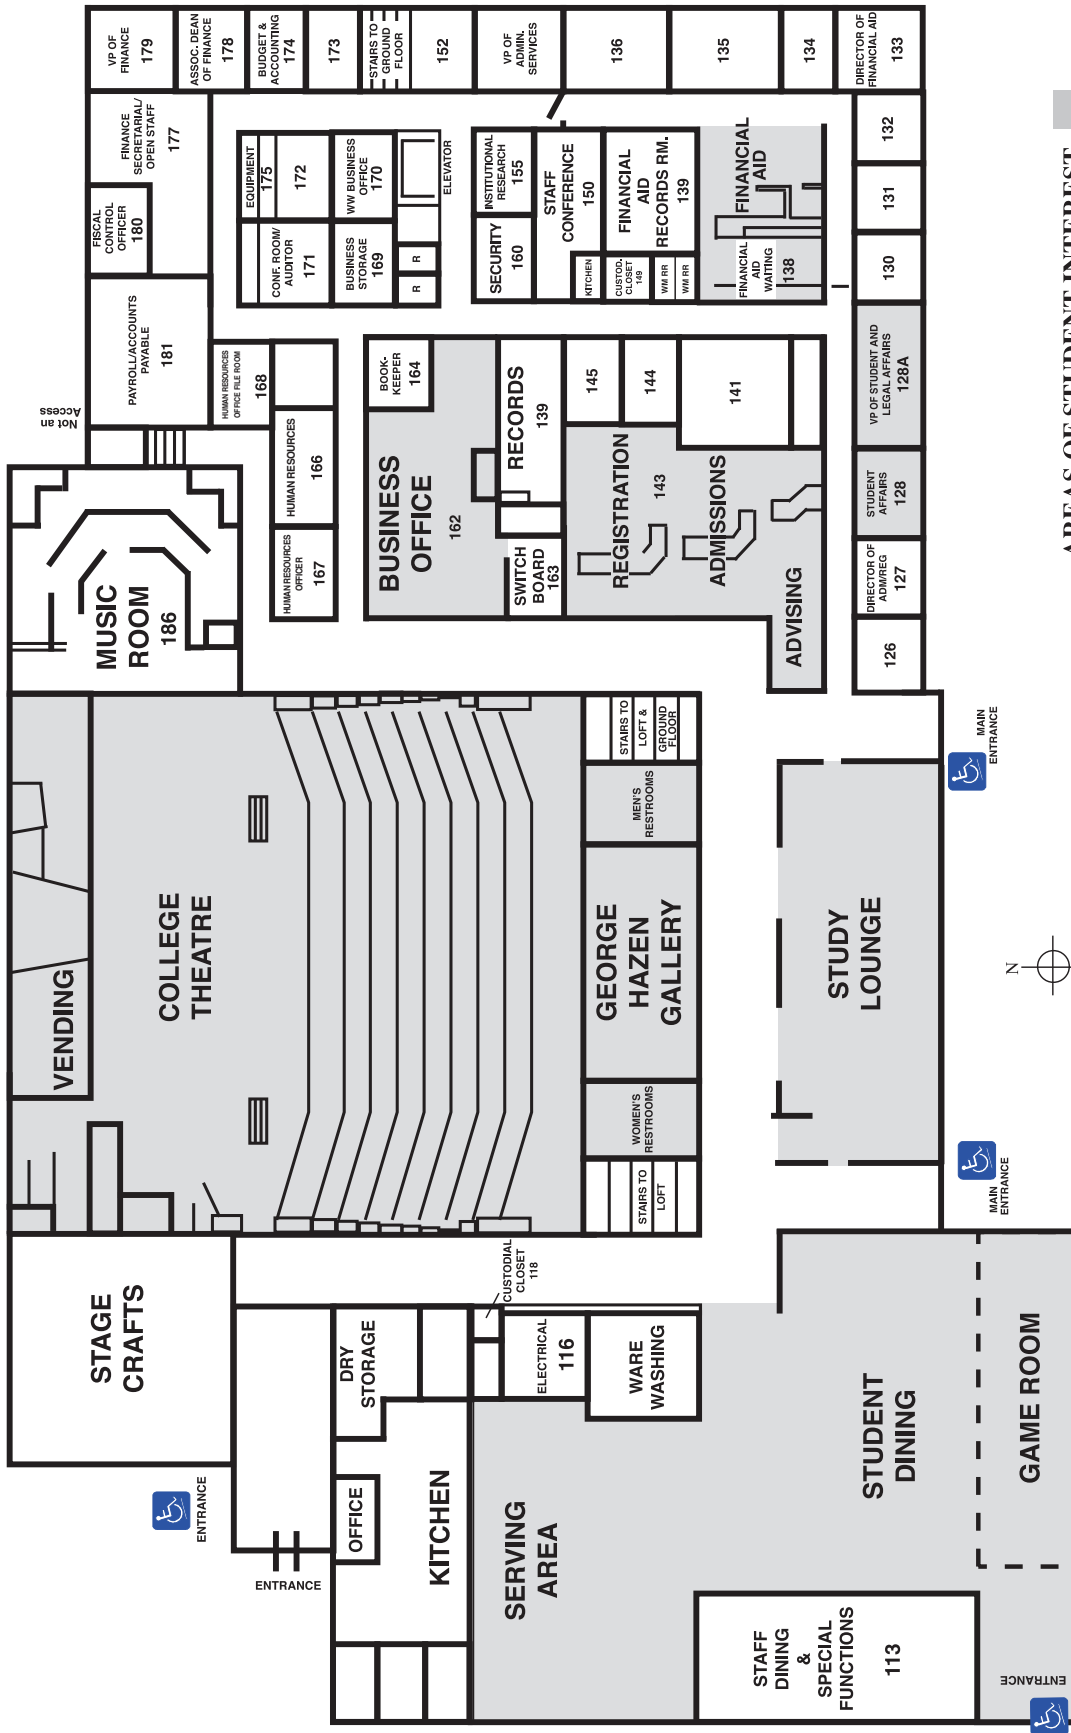 VP OF
FINANCE
179
ASSOC. DEAN
OF FINANCE
178
BUDGET &
ACCOUNTING
174
173
STAIRS TO
GROUND
FLOOR
152
VP OF
ADMIN.
SERVICES
136
135
134
DIRECTOR OF
FINANCIAL AID
133
FINANCE
SECRETARIAL/
OPEN STAFF
177
FISCAL
CONTROL
OFFICER
180
EQUIPMENT
175
172
WW BUSINESS
OFFICE
170
ELEVATOR
CONF. ROOM/
AUDITOR
171
BUSINESS
STORAGE
169
R
R
INSTITUTIONAL
RESEARCH
155
SECURITY
160
STAFF
CONFERENCE
150
KITCHEN
FINANCIAL
AID
RECORDS RM.
139
CUSTOD.
CLOSET
149
WM RR
WM RR
FINANCIAL
AID
FINANCIAL
AID
WAITING
138
132
131
130
PAYROLL/ACCOUNTS
PAYABLE
181
Not an
Access
HUMAN RESOURCES
OFFICE FILE ROOM
168
HUMAN RESOURCES
166
HUMAN RESOURCES
OFFICER
167
BOOK-
KEEPER
164
BUSINESS
OFFICE
162
RECORDS
139
SWITCH
BOARD
163
145
144
141
REGISTRATION
143
ADMISSIONS
ADVISING
VP OF STUDENT AND
LEGAL AFFAIRS
128A
STUDENT
AFFAIRS
128
DIRECTOR OF
ADM/REG
127
126
MUSIC
ROOM
186
VENDING
COLLEGE
THEATRE
STAIRS TO
LOFT &
GROUND
FLOOR
MEN'S
RESTROOMS
GEORGE
HAZEN
GALLERY
WOMEN'S
RESTROOMS
STAIRS TO
LOFT
STUDY
LOUNGE
MAIN
ENTRANCE
MAIN
ENTRANCE
N
AREAS OF STUDENT INTEREST
STAGE
CRAFTS
ENTRANCE
ENTRANCE
CUSTODIAL
CLOSET
118
DRY
STORAGE
ELECTRICAL
116
WARE
WASHING
OFFICE
KITCHEN
SERVING
AREA
STUDENT
DINING
GAME ROOM
STAFF
DINING
&
SPECIAL
FUNCTIONS
113
ENTRANCE